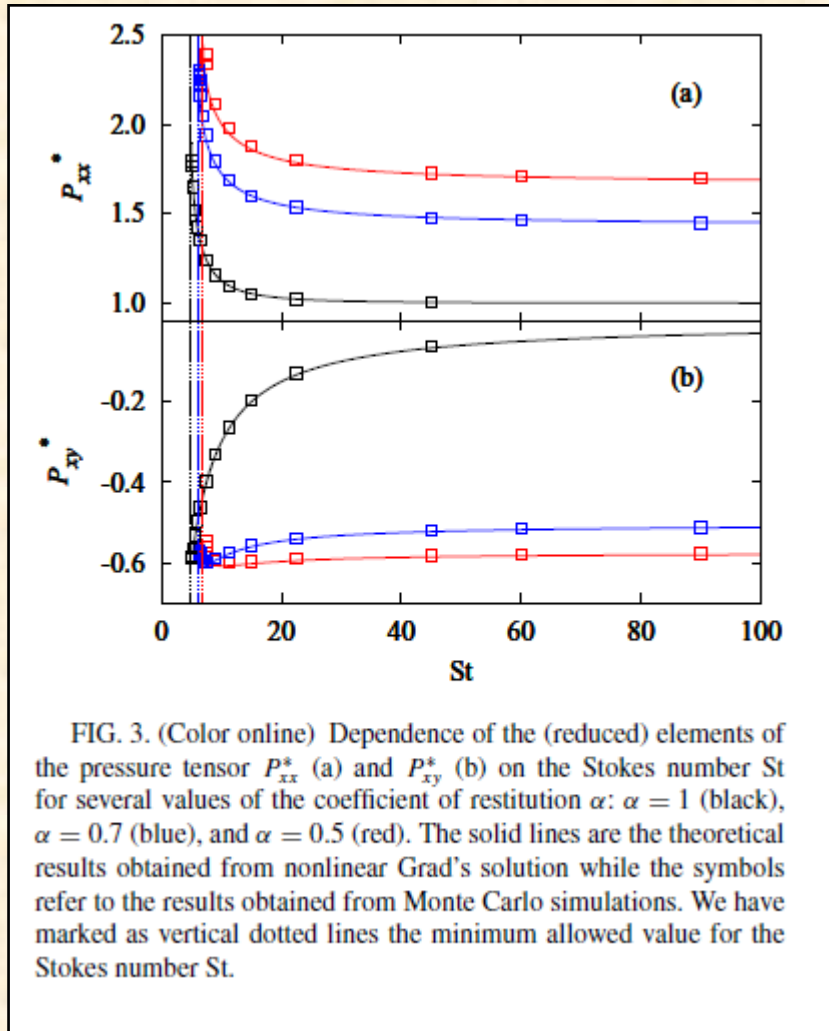 2.5
(a)
2.0
P*xx
1.5
1.0
(b)
-0.2
P*xy
-0.4
-0.6
0 20 40 60 80 100
St
FIG. 3. (Color online) Dependence of the (reduced) elements of
the pressure tensor P*xx (a) and P*xy (b) on the Stokes number St
for several values of the coefficient of restitution α: α = 1 (black),
α = 0.7 (blue), and α = 0.5 (red). The solid lines are the theoretical
results obtained from nonlinear Grad's solution while the symbols
refer to the results obtained from Monte Carlo simulations. We have
marked as vertical dotted lines the minimum allowed value for the
Stokes number St.